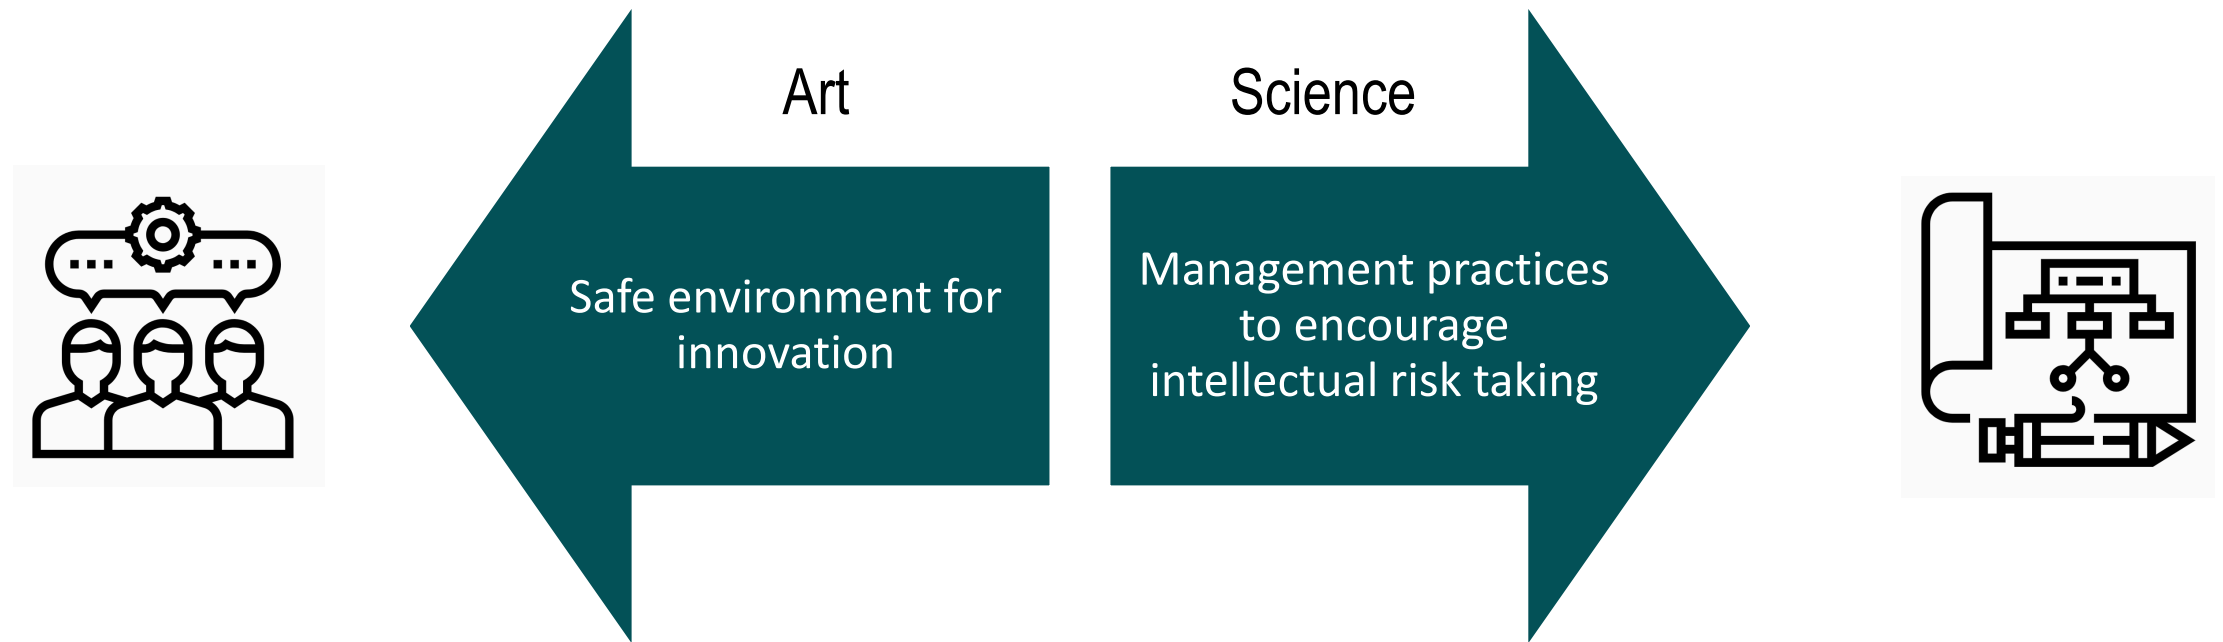 Art
Safe environment for
innovation
Science
Management practices
to encourage
intellectual risk taking